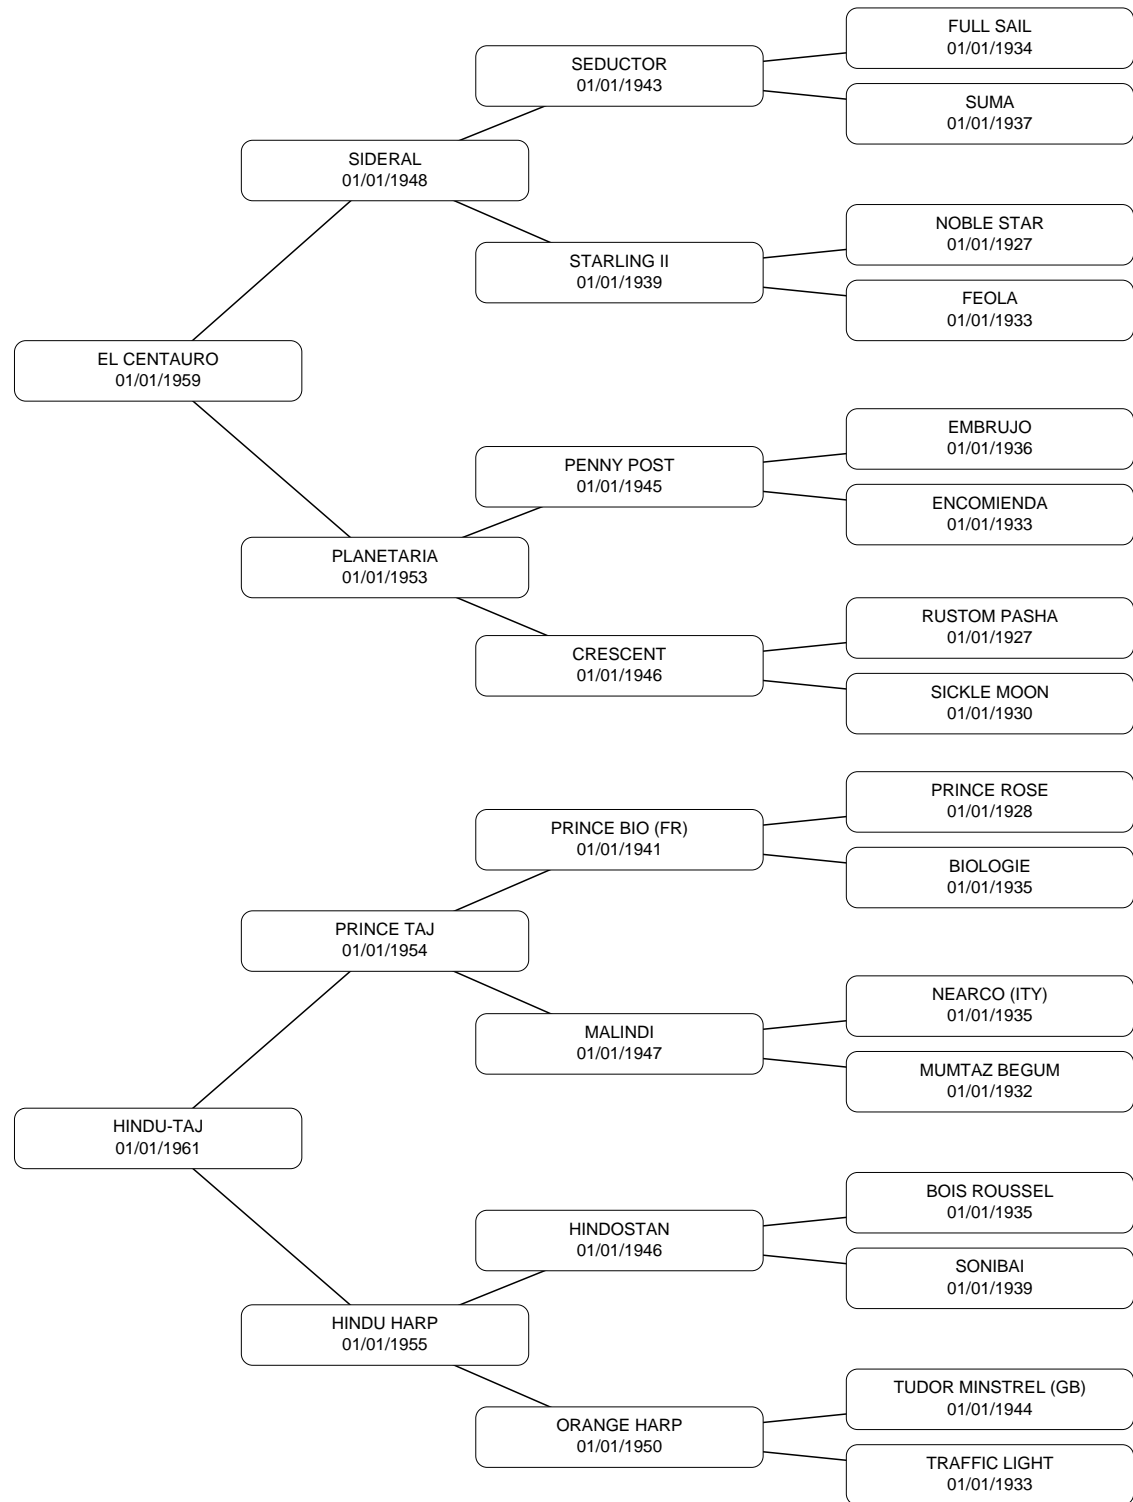 FULL SAIL
01/01/1934
SEDUCTOR
01/01/1943
SUMA
01/01/1937
SIDERAL
01/01/1948
NOBLE STAR
01/01/1927
STARLING II
01/01/1939
FEOLA
01/01/1933
EL CENTAURO
01/01/1959
EMBRUJO
01/01/1936
PENNY POST
01/01/1945
ENCOMIENDA
01/01/1933
PLANETARIA
01/01/1953
RUSTOM PASHA
01/01/1927
CRESCENT
01/01/1946
SICKLE MOON
01/01/1930
PRINCE ROSE
01/01/1928
PRINCE BIO (FR)
01/01/1941
BIOLOGIE
01/01/1935
PRINCE TAJ
01/01/1954
NEARCO (ITY)
01/01/1935
MALINDI
01/01/1947
MUMTAZ BEGUM
01/01/1932
HINDU-TAJ
01/01/1961
BOIS ROUSSEL
01/01/1935
HINDOSTAN
01/01/1946
SONIBAI
01/01/1939
HINDU HARP
01/01/1955
TUDOR MINSTREL (GB)
01/01/1944
ORANGE HARP
01/01/1950
TRAFFIC LIGHT
01/01/1933